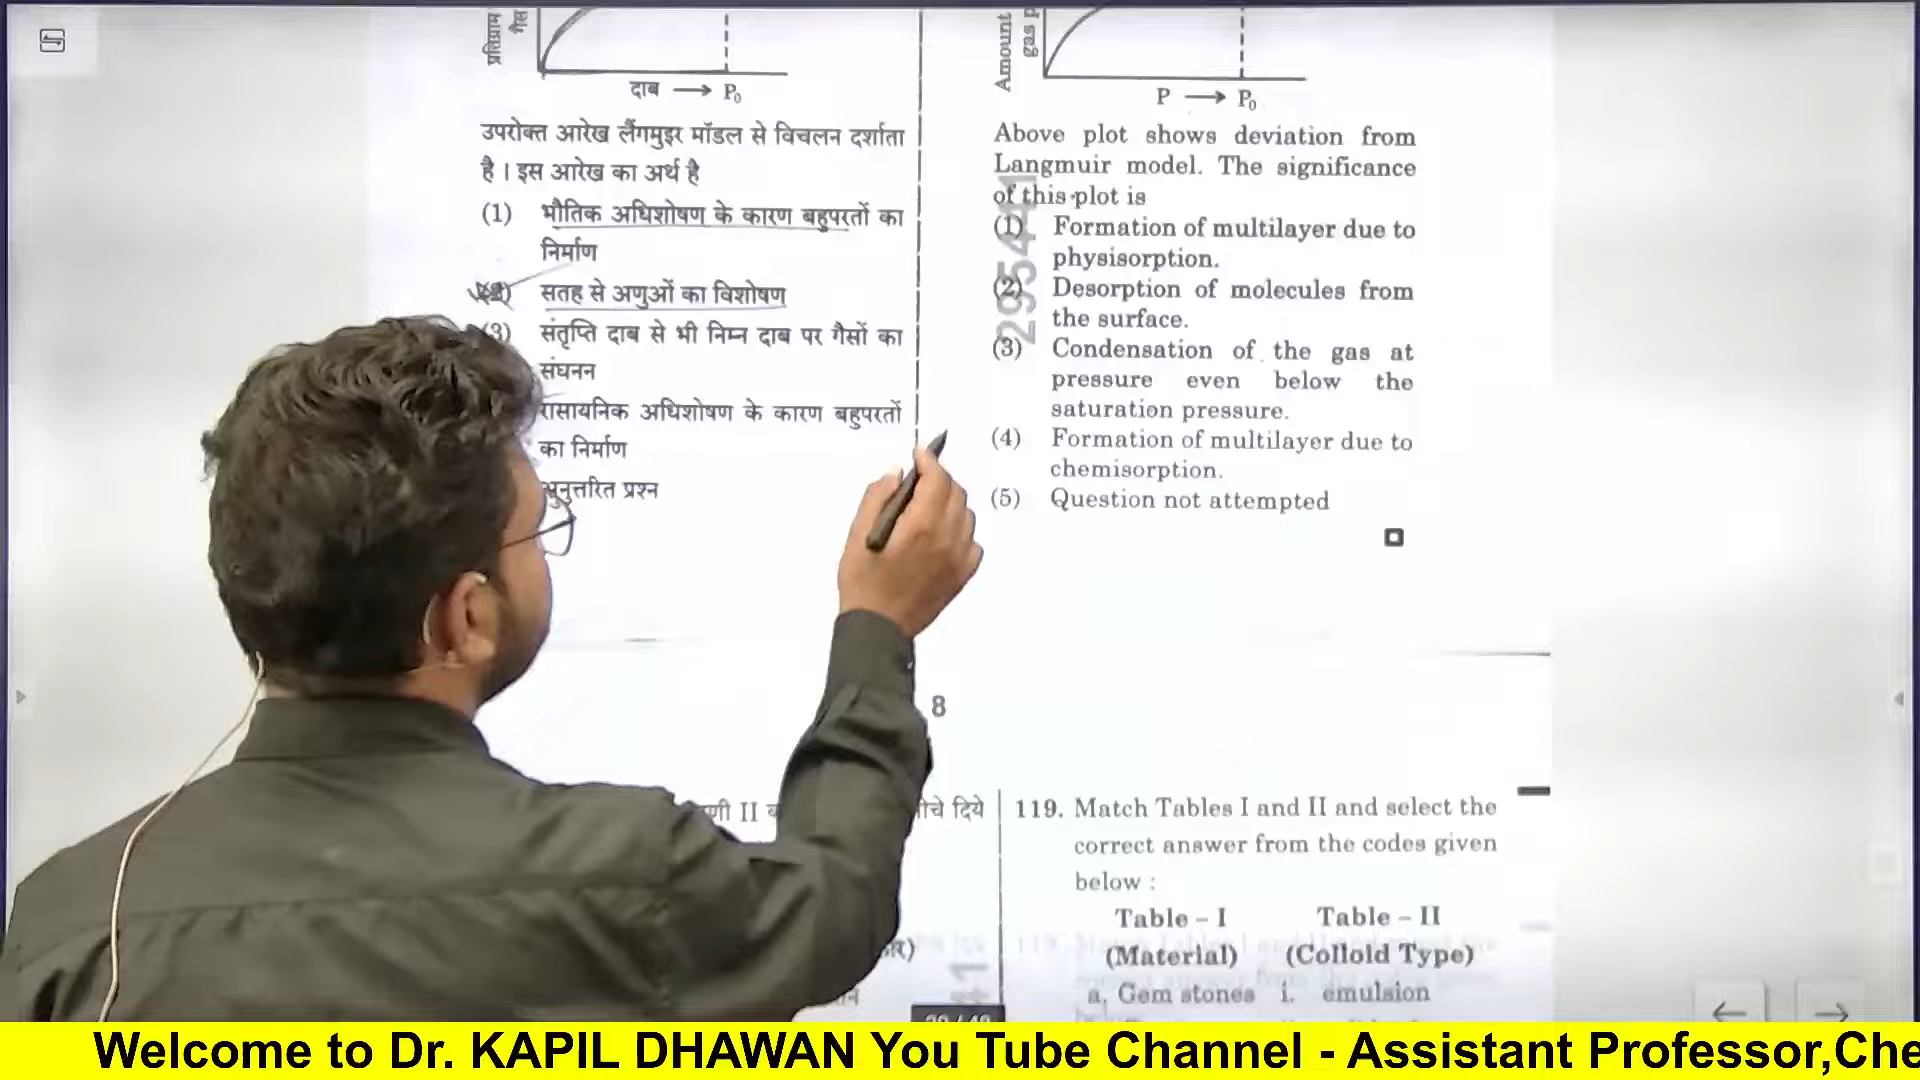 प्रतिग्राम
गैस
दाब → P₀
उपरोक्त आरेख लैंगमुइर मॉडल से विचलन दर्शाता
है । इस आरेख का अर्थ है
(1) भौतिक अधिशोषण के कारण बहुपरतों का
निर्माण
सतह से अणुओं का विशोषण
(3) संतृप्ति दाब से भी निम्न दाब पर गैसों का
संघनन
रासायनिक अधिशोषण के कारण बहुपरतों
का निर्माण
अनुत्तरित प्रश्न
Amount
gas p
P → P₀
Above plot shows deviation from
Langmuir model. The significance
of this plot is
(1) Formation of multilayer due to
physisorption.
(2) Desorption of molecules from
the surface.
(3) Condensation of the gas at
pressure even below the
saturation pressure.
(4) Formation of multilayer due to
chemisorption.
(5) Question not attempted
295441
8
II
दिये
119. Match Tables I and II and select the
correct answer from the codes given
below :
Table – I Table – II
(Material) (Colloid Type)
a. Gem stones i. emulsion
Welcome to Dr. KAPIL DHAWAN You Tube Channel - Assistant Professor,Che